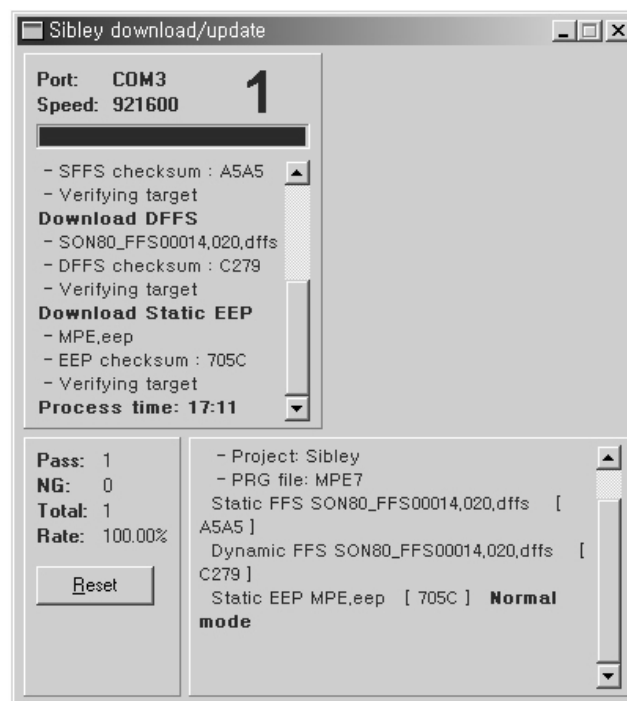 Sibley download/update
Port: COM3
Speed: 921600
1
- SFFS checksum : A5A5
- Verifying target
Download DFFS
- SON80_FFS00014,020,dffs
- DFFS checksum : C279
- Verifying target
Download Static EEP
- MPE,eep
- EEP checksum : 705C
- Verifying target
Process time: 17:11
Pass: 1
NG: 0
Total: 1
Rate: 100.00%
Reset
- Project: Sibley
- PRG file: MPE7
Static FFS SON80_FFS00014,020,dffs [
A5A5 ]
Dynamic FFS SON80_FFS00014,020,dffs [
C279 ]
Static EEP MPE,eep [ 705C ] Normal
mode